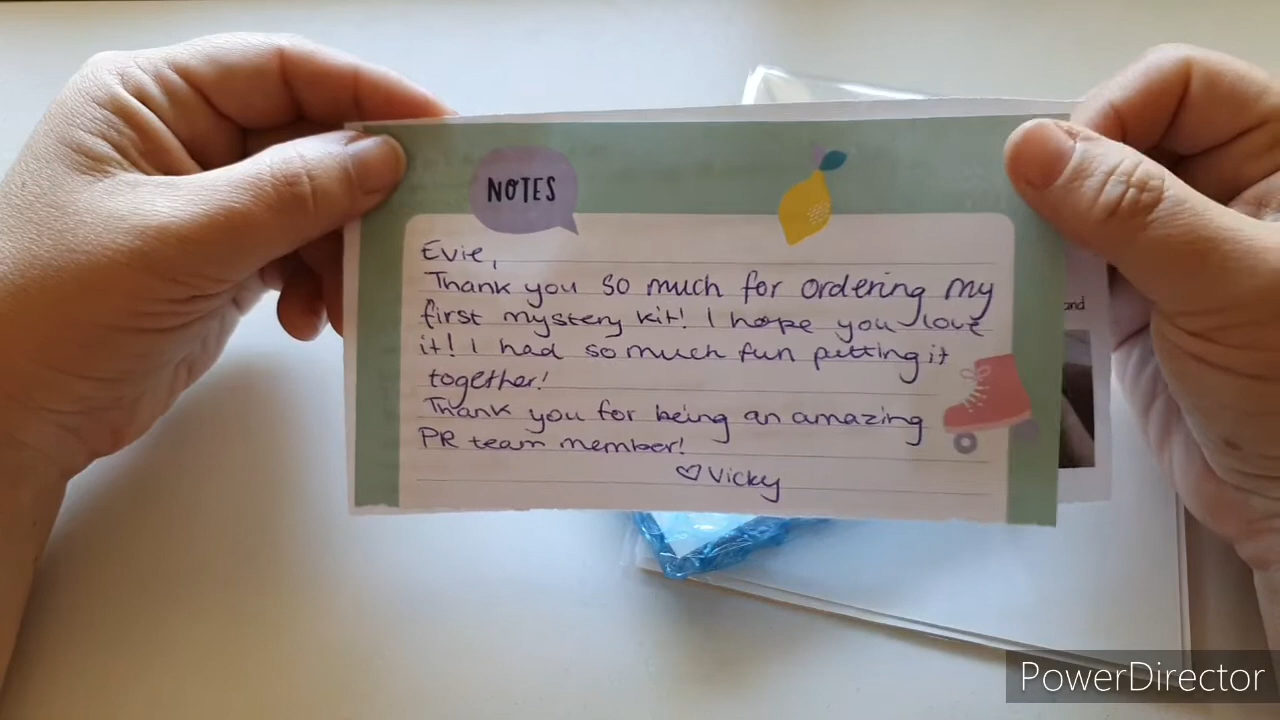 NOTES
Evie,
Thank you so much for ordering my
first mystery kit! I hope you love
it! I had so much fun putting it
together!
Thank you for being an amazing
PR team member!
♡Vicky
and
PowerDirector